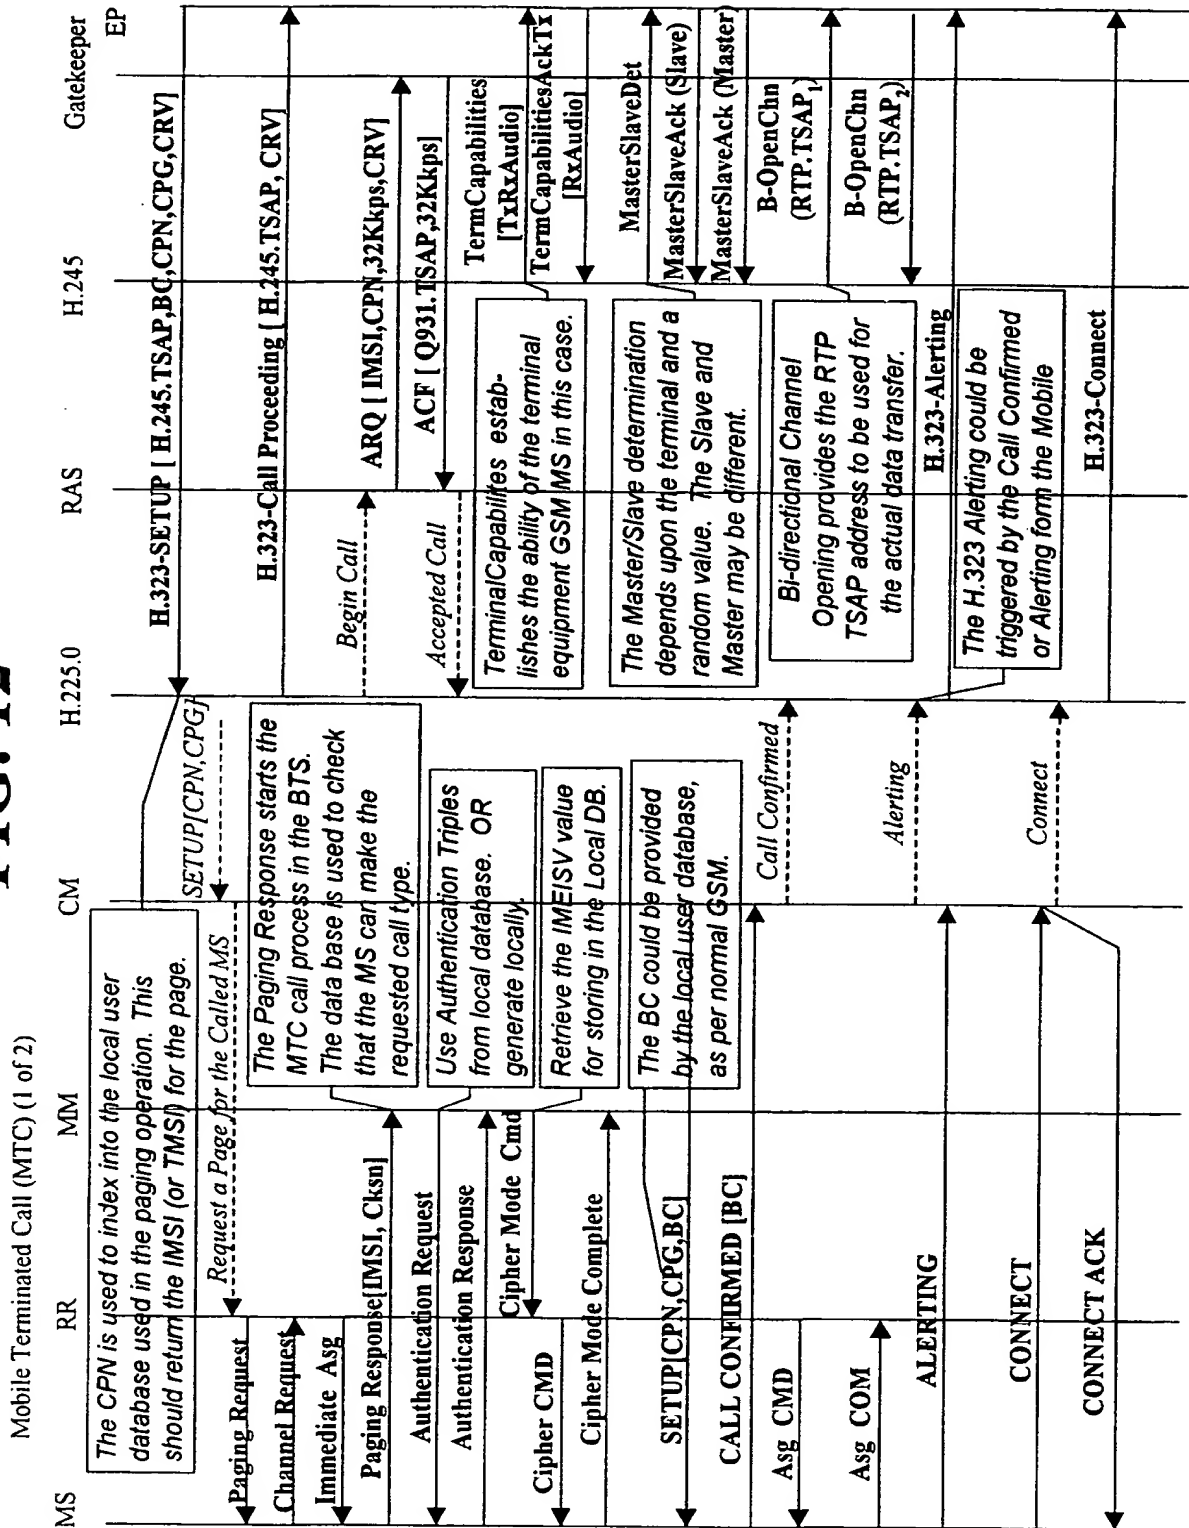 FIG. 12
Mobile Terminated Call (MTC) (1 of 2)
MS
RR
MM
CM
H.225.0
RAS
H.245
Gatekeeper
EP
The CPN is used to index into the local user
database used in the paging operation. This
should return the IMSI (or TMSI) for the page.
H.323-SETUP [ H.245.TSAP,BC,CPN,CPG,CRV]
SETUP[CPN,CPG]
Request a Page for the Called MS
H.323-Call Proceeding [ H.245.TSAP, CRV]
Paging Request
Channel Request
Immediate Asg
Paging Response[IMSI, Cksn]
The Paging Response starts the
MTC call process in the BTS.
The data base is used to check
that the MS can make the
requested call type.
Begin Call
ARQ [ IMSI,CPN,32Kkps,CRV]
ACF [ Q931.TSAP,32Kkps]
Accepted Call
Authentication Request
Authentication Response
Use Authentication Triples
from local database. OR
generate locally.
TermCapabilities
[TxRxAudio]
TermCapabilitiesAckTx
[RxAudio]
TerminalCapabilites estab-
lishes the ability of the terminal
equipment GSM MS in this case.
Cipher Mode Cmd
Cipher CMD
Cipher Mode Complete
Retrieve the IMEISV value
for storing in the Local DB.
MasterSlaveDet
MasterSlaveAck (Slave)
MasterSlaveAck (Master)
The Master/Slave determination
depends upon the terminal and a
random value. The Slave and
Master may be different.
SETUP[CPN,CPG,BC]
The BC could be provided
by the local user database,
as per normal GSM.
CALL CONFIRMED [BC]
Call Confirmed
B-OpenChn
(RTP.TSAP1)
B-OpenChn
(RTP.TSAP2)
Bi-directional Channel
Opening provides the RTP
TSAP address to be used for
the actual data transfer.
Asg CMD
Asg COM
ALERTING
Alerting
H.323-Alerting
The H.323 Alerting could be
triggered by the Call Confirmed
or Alerting form the Mobile
CONNECT
Connect
H.323-Connect
CONNECT ACK